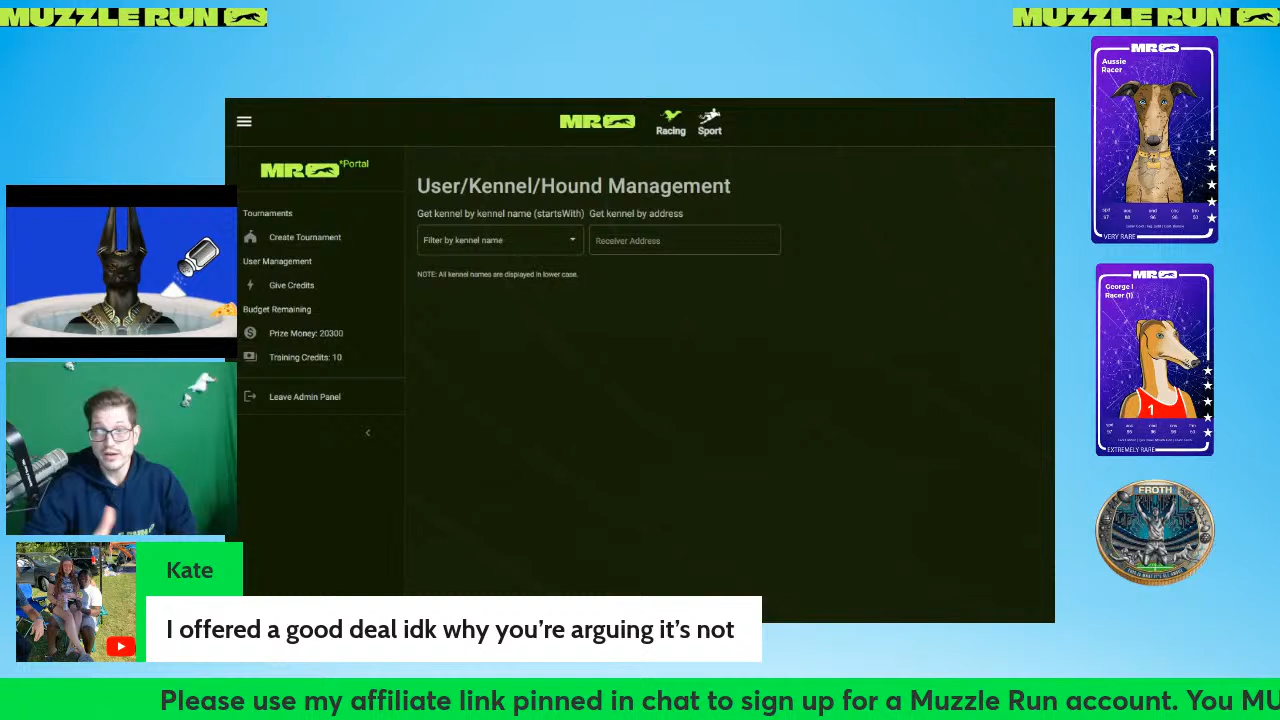 MUZZLE RUN
MUZZLE RUN
MR
Racing
Sport
MR
*Portal
Tournaments
Create Tournament
User Management
Give Credits
Budget Remaining
Prize Money: 20300
Training Credits: 10
Leave Admin Panel
User/Kennel/Hound Management
Get kennel by kennel name (startsWith)
Get kennel by address
Filter by kennel name
Receiver Address
NOTE: All kennel names are displayed in lower case.
MR
Aussie
Racer
VERY RARE
MR
George I
Racer (1)
1
EXTREMELY RARE
FROTH
Kate
I offered a good deal idk why you’re arguing it’s not
Please use my affiliate link pinned in chat to sign up for a Muzzle Run account. You MU